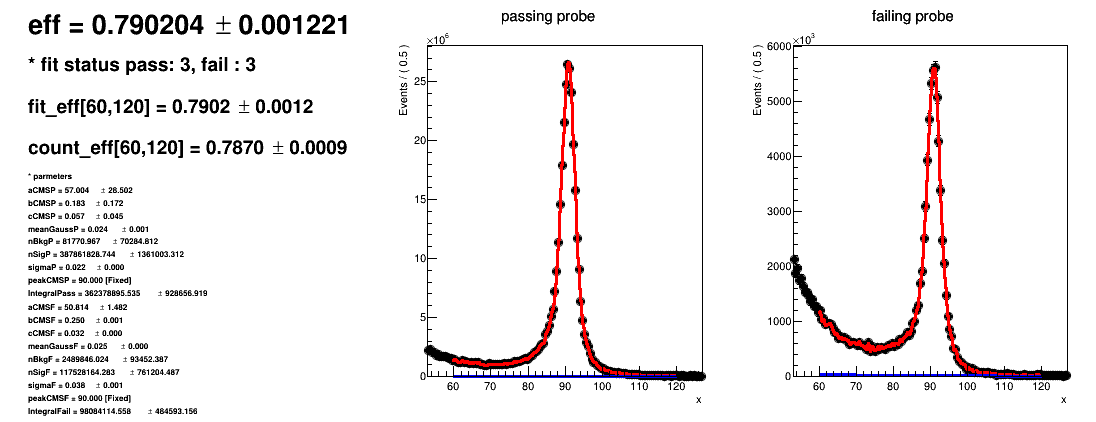 eff = 0.790204 ± 0.001221
* fit status pass: 3, fail : 3
fit_eff[60,120] = 0.7902 ± 0.0012
count_eff[60,120] = 0.7870 ± 0.0009
* parmeters
aCMSP = 57.004 ± 28.502
bCMSP = 0.183 ± 0.172
cCMSP = 0.057 ± 0.045
meanGaussP = 0.024 ± 0.001
nBkgP = 81770.967 ± 70284.812
nSigP = 387861828.744 ± 1361003.312
sigmaP = 0.022 ± 0.000
peakCMSP = 90.000 [Fixed]
IntegralPass = 362378895.535 ± 928656.919
aCMSF = 50.814 ± 1.482
bCMSF = 0.250 ± 0.001
cCMSF = 0.032 ± 0.000
meanGaussF = 0.025 ± 0.000
nBkgF = 2489846.024 ± 93452.387
nSigF = 117528164.283 ± 761204.487
sigmaF = 0.038 ± 0.001
peakCMSF = 90.000 [Fixed]
IntegralFail = 98084114.558 ± 484593.156
passing probe
×10⁶
Events / ( 0.5 )
25
20
15
10
5
0
60 70 80 90 100 110 120
x
failing probe
×10³
Events / ( 0.5 )
6000
5000
4000
3000
2000
1000
0
60 70 80 90 100 110 120
x